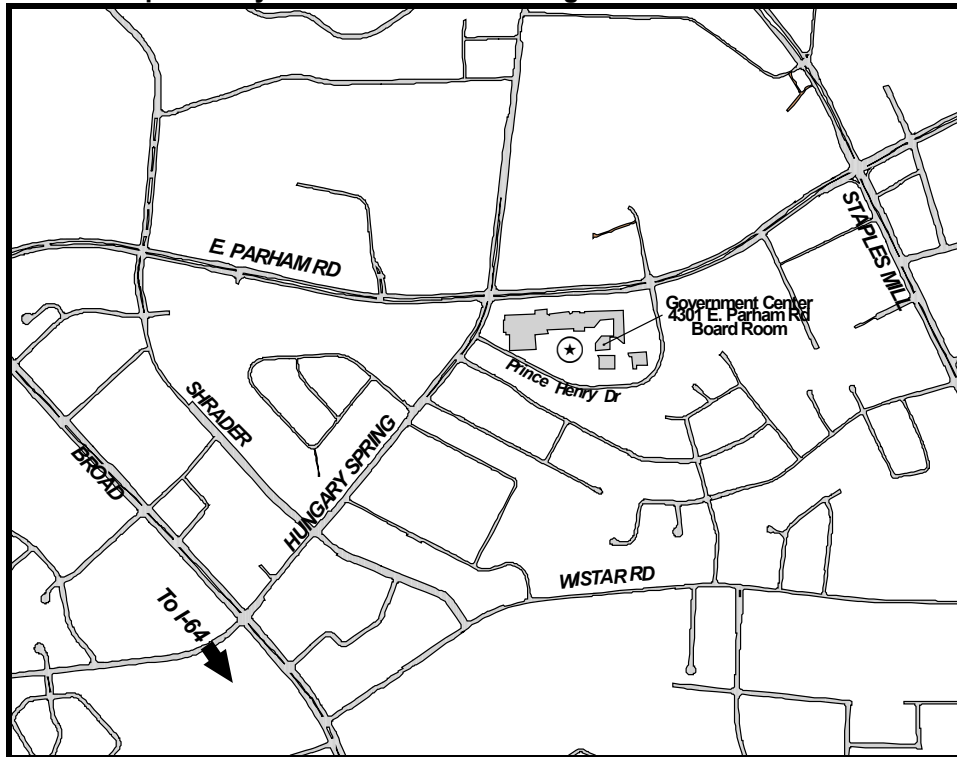 E. PARHAM RD
STAPLES MILL
Government Center
4301 E. Parham Rd
Board Room
Prince Henry Dr
SHRADER
BROAD
HUNGARY SPRING
WISTAR RD
To I-64